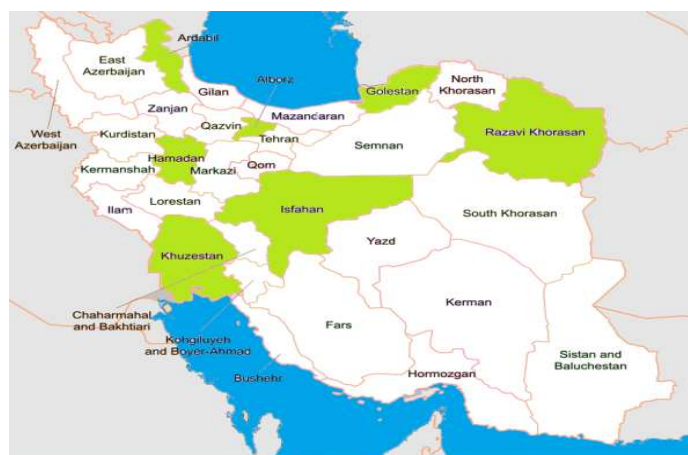 Ardabil
East
Azerbaijan
Alborz
Gilan
North
Khorasan
Golestan
Zanjan
Mazandaran
Qazvin
West
Azerbaijan
Razavi Khorasan
Kurdistan
Tehran
Semnan
Hamadan
Qom
Kermanshah
Markazi
Lorestan
Ilam
Isfahan
South Khorasan
Yazd
Khuzestan
Kerman
Chaharmahal
and Bakhtiari
Fars
Kohgiluyeh
and Boyer-Ahmad
Sistan and
Baluchestan
Hormozgan
Bushehr